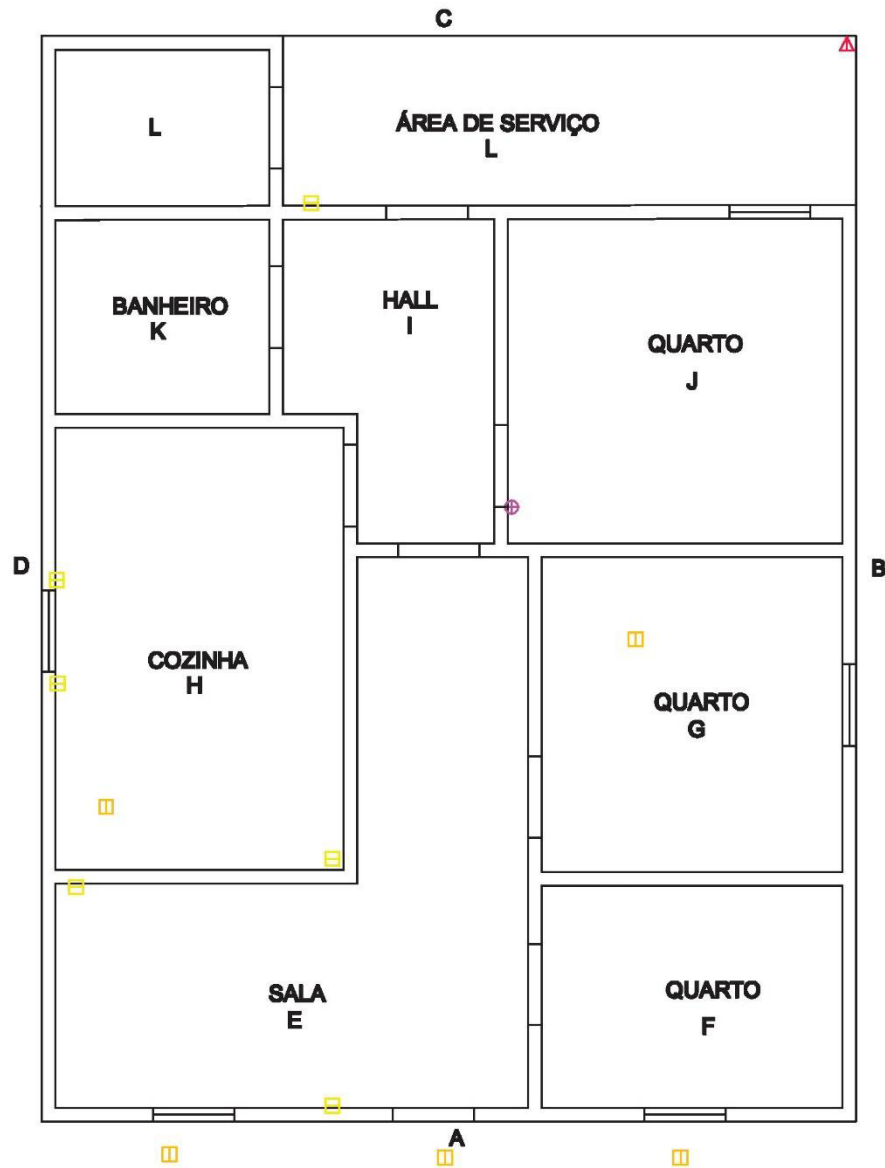 C
L
ÁREA DE SERVIÇO
L
BANHEIRO
K
HALL
I
QUARTO
J
D
B
COZINHA
H
QUARTO
G
SALA
E
QUARTO
F
A